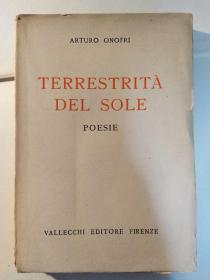 ARTURO ONOFRI
TERRESTRITÀ
DEL SOLE
POESIE
VALLECCHI EDITORE FIRENZE